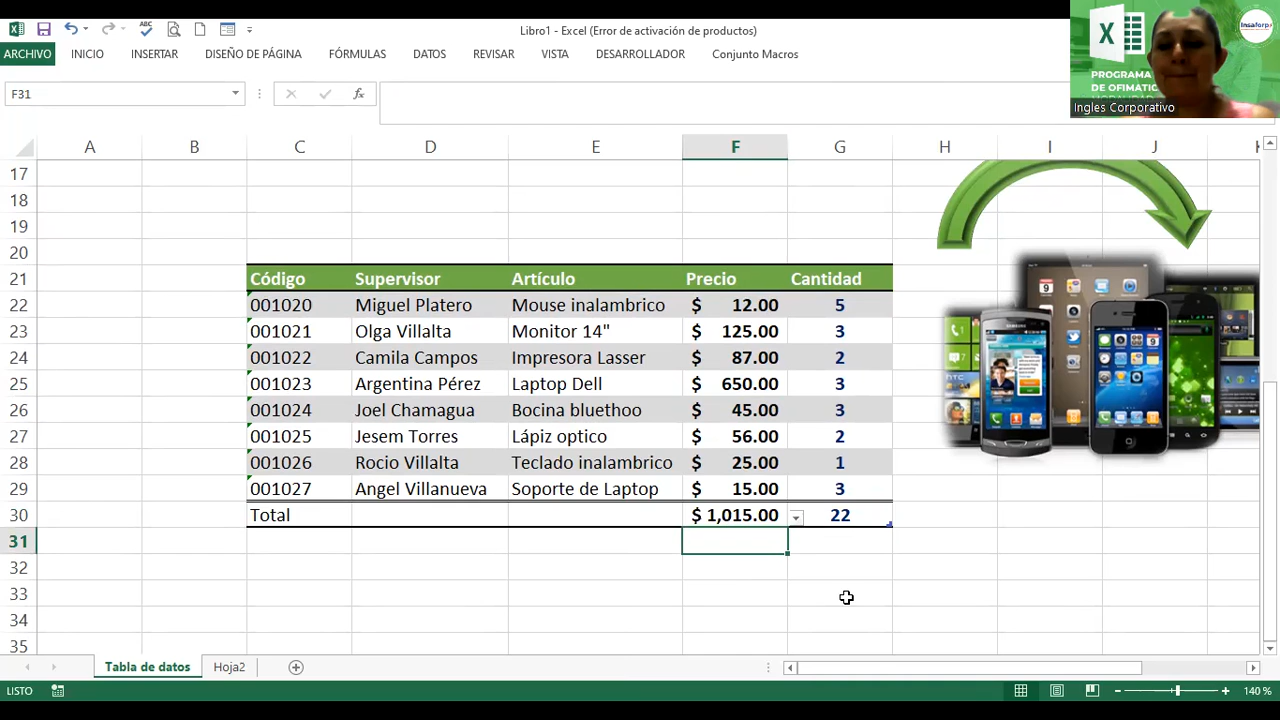 Libro1 - Excel (Error de activación de productos)
ARCHIVO INICIO INSERTAR DISEÑO DE PÁGINA FÓRMULAS DATOS REVISAR VISTA DESARROLLADOR Conjunto Macros
X
Insaforp
PROGRAMA
DE OFIMÁTIC
Ingles Corporativo
F31 fx
A B C D E F G H I J
17
18
19
20
21 Código Supervisor Artículo Precio Cantidad
22 001020 Miguel Platero Mouse inalambrico $ 12.00 5
23 001021 Olga Villalta Monitor 14" $ 125.00 3
24 001022 Camila Campos Impresora Lasser $ 87.00 2
25 001023 Argentina Pérez Laptop Dell $ 650.00 3
26 001024 Joel Chamagua Bocina bluethoo $ 45.00 3
27 001025 Jesem Torres Lápiz optico $ 56.00 2
28 001026 Rocio Villalta Teclado inalambrico $ 25.00 1
29 001027 Angel Villanueva Soporte de Laptop $ 15.00 3
30 Total $ 1,015.00 22
31
32
33
34
35
Tabla de datos Hoja2
LISTO 140 %